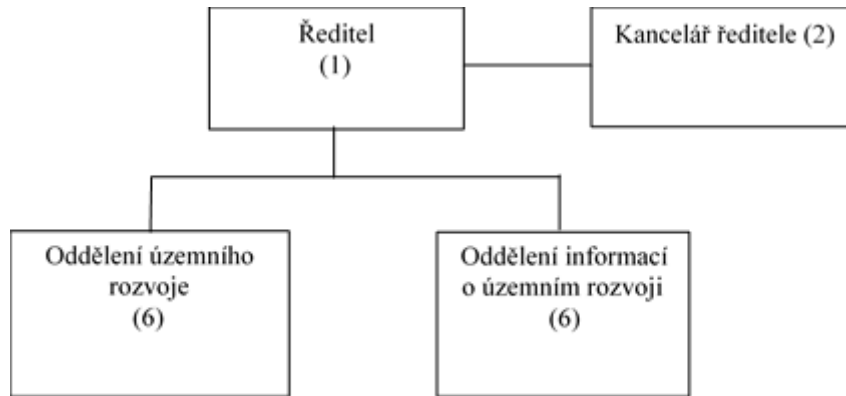 Ředitel
(1)
Kancelář ředitele (2)
Oddělení územního
rozvoje
(6)
Oddělení informací
o územním rozvoji
(6)